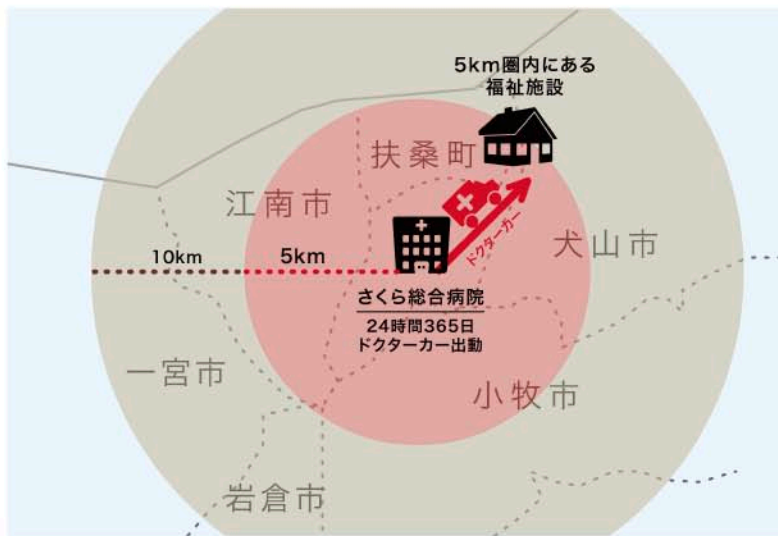 5km圏内にある
福祉施設
扶桑町
江南市
ドクターカー
犬山市
10km
5km
さくら総合病院
24時間365日
ドクターカー出動
一宮市
小牧市
岩倉市